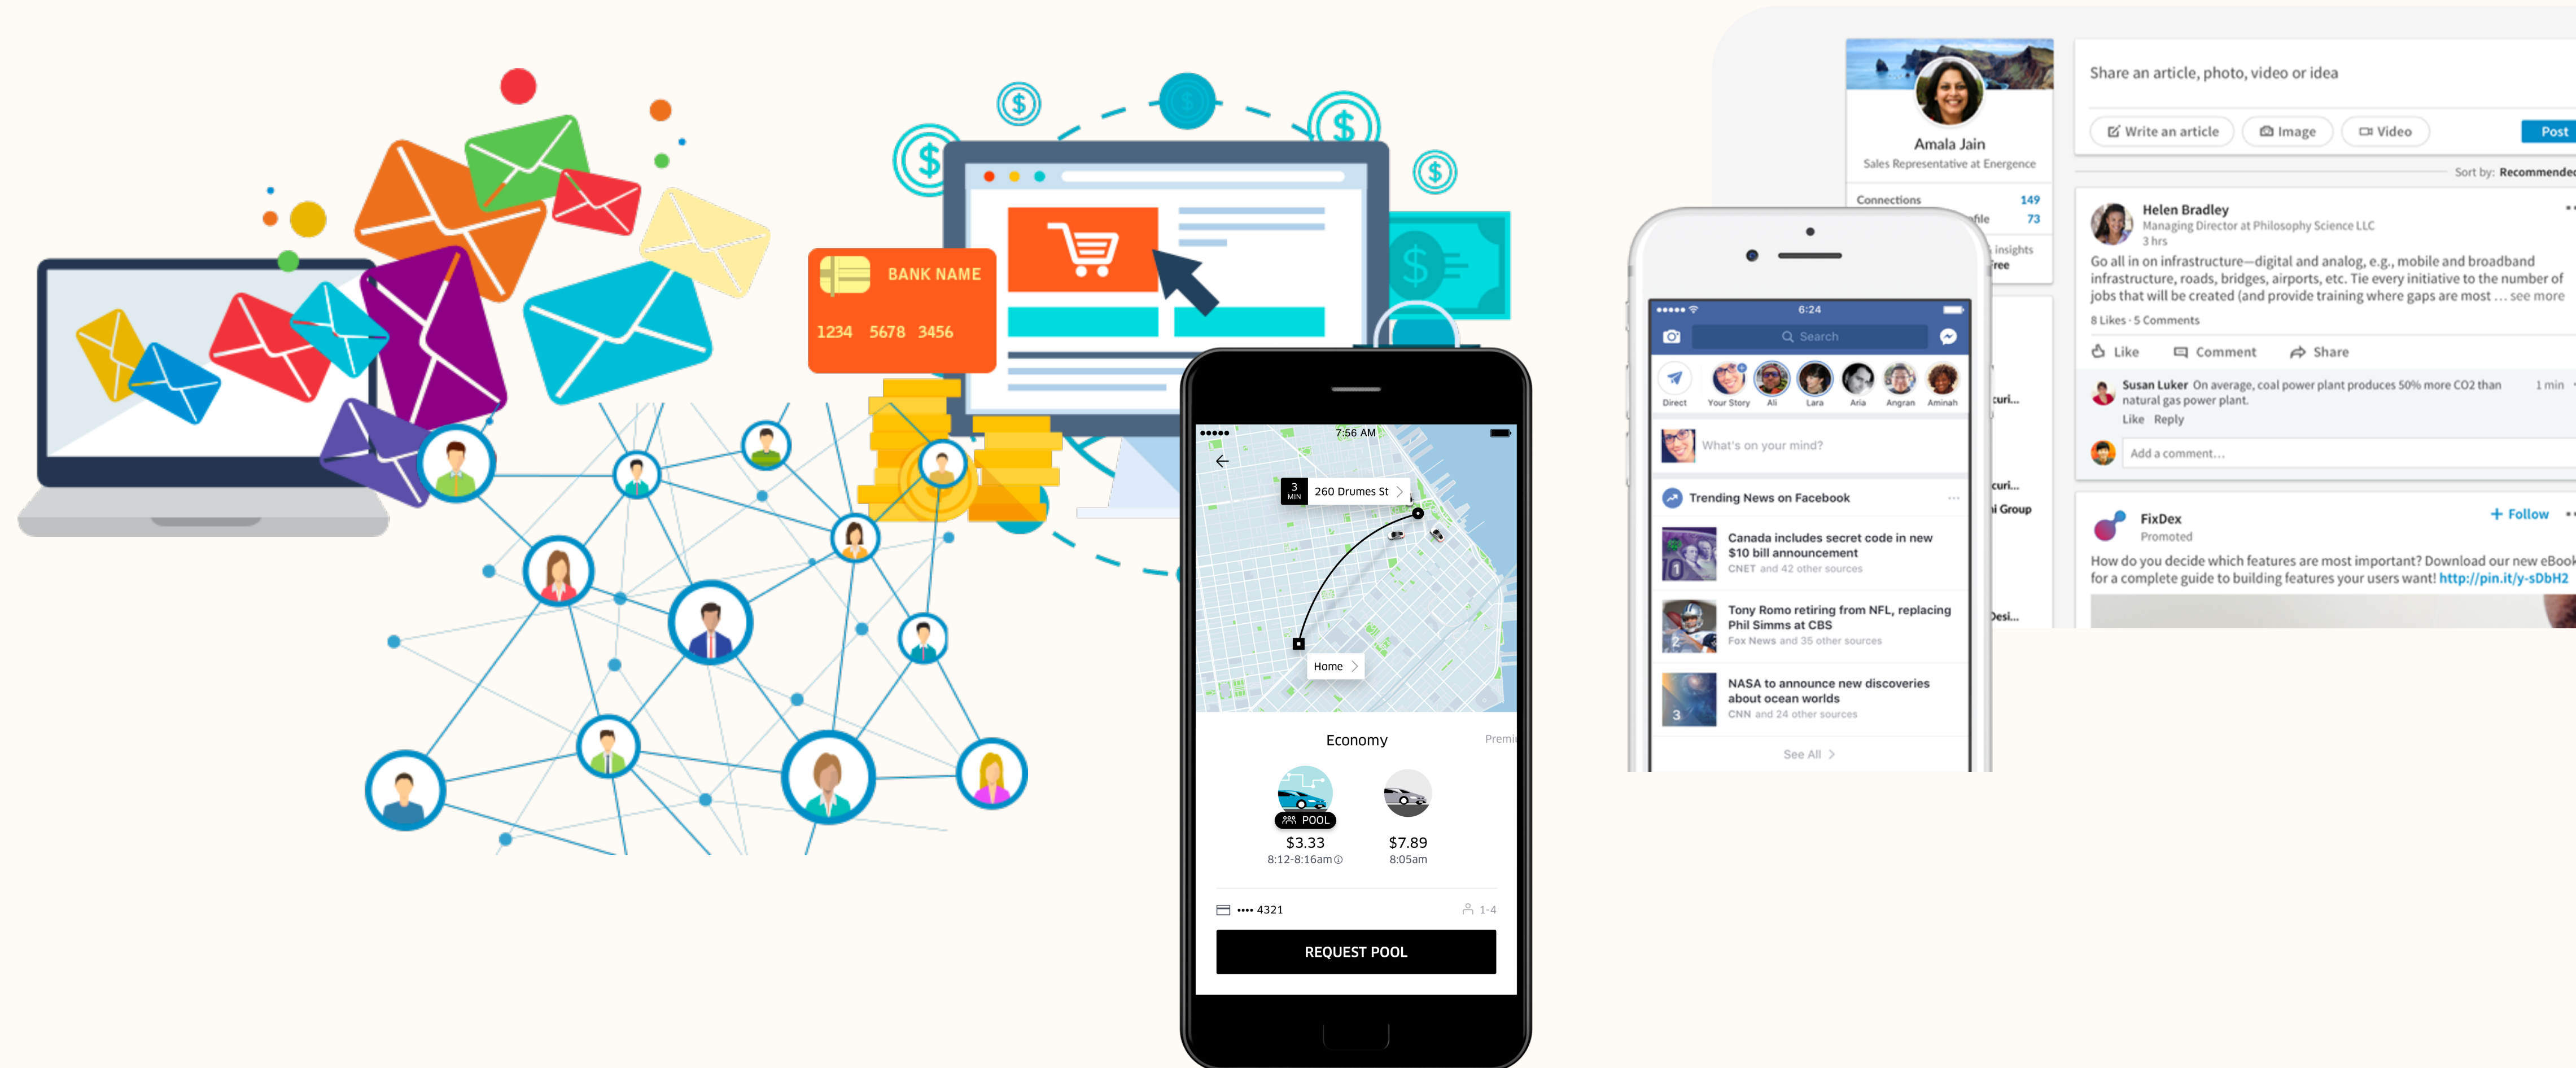 BANK NAME
1234 5678 3456
7:56 AM
3
MIN
260 Drumes St
Home
Economy
POOL
$3.33
$7.89
8:12-8:16am
8:05am
•••• 4321
1-4
REQUEST POOL
6:24
Search
Direct
Your Story
Ali
Lara
Aria
Angran
Aminah
What's on your mind?
Trending News on Facebook
1
Canada includes secret code in new
$10 bill announcement
CNET and 42 other sources
2
Tony Romo retiring from NFL, replacing
Phil Simms at CBS
Fox News and 35 other sources
3
NASA to announce new discoveries
about ocean worlds
CNN and 24 other sources
See All
Amala Jain
Sales Representative at Energence
Connections 149
73
insights
Group
Share an article, photo, video or idea
Write an article
Image
Video
Post
Sort by: Recommended
Helen Bradley
Managing Director at Philosophy Science LLC
3 hrs
Go all in on infrastructure—digital and analog, e.g., mobile and broadband
infrastructure, roads, bridges, airports, etc. Tie every initiative to the number of
jobs that will be created (and provide training where gaps are most … see more
8 Likes · 5 Comments
Like
Comment
Share
Susan Luker On average, coal power plant produces 50% more CO2 than
natural gas power plant.
1 min
Like Reply
Add a comment...
FixDex
Promoted
+ Follow
How do you decide which features are most important? Download our new eBook
for a complete guide to building features your users want! http://pin.it/y-sDbH2